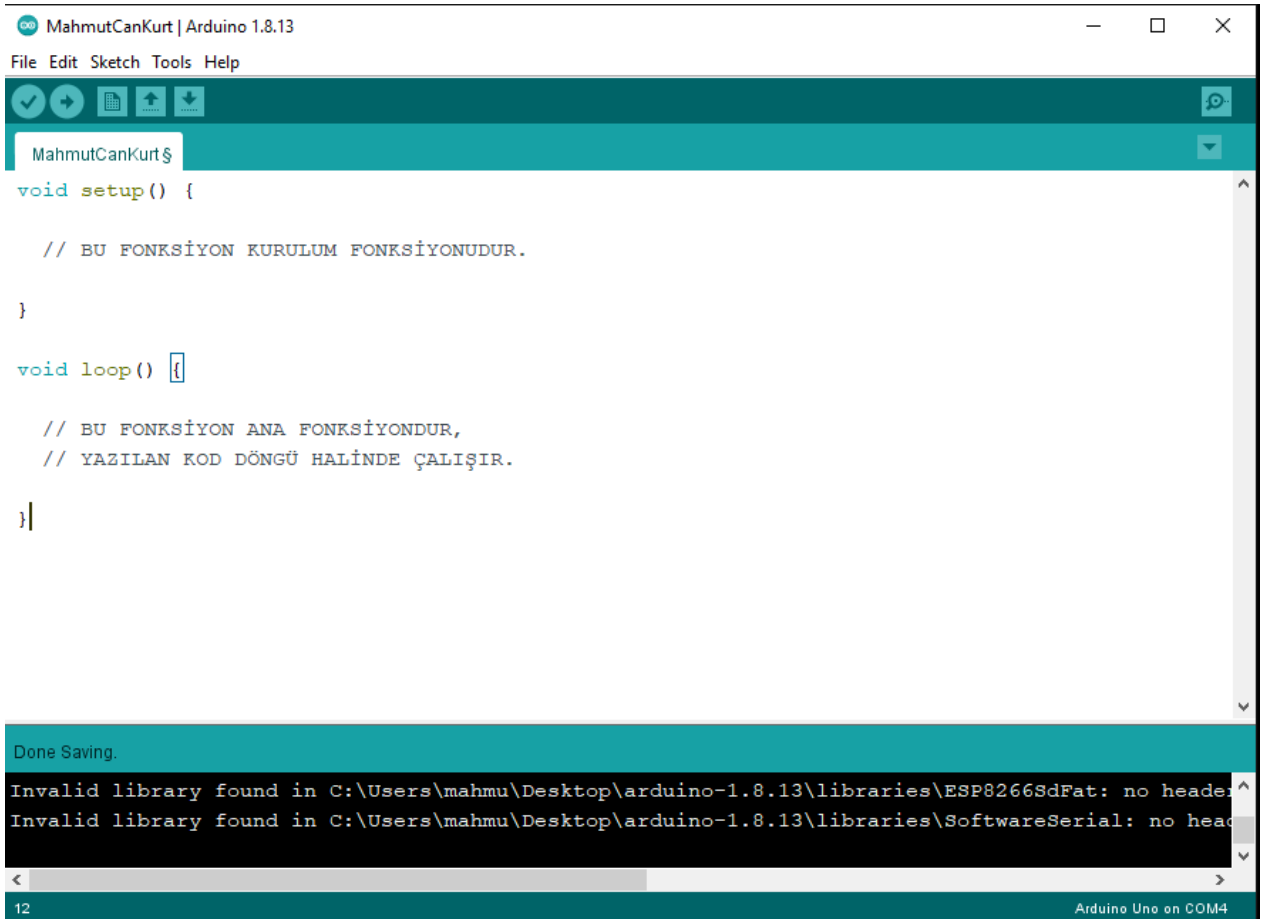 MahmutCanKurt | Arduino 1.8.13
File Edit Sketch Tools Help
MahmutCanKurt §
void setup() {
// BU FONKSİYON KURULUM FONKSİYONUDUR.
}
void loop() {
// BU FONKSİYON ANA FONKSİYONDUR,
// YAZILAN KOD DÖNGÜ HALİNDE ÇALIŞIR.
}
Done Saving.
Invalid library found in C:\Users\mahmu\Desktop\arduino-1.8.13\libraries\ESP8266SdFat: no header
Invalid library found in C:\Users\mahmu\Desktop\arduino-1.8.13\libraries\SoftwareSerial: no head
12
Arduino Uno on COM4